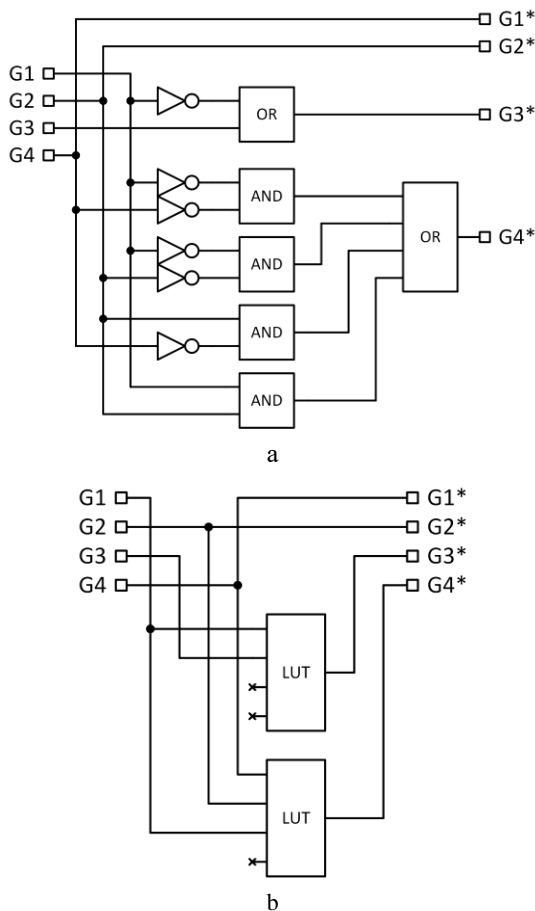 G1*
G2*
G1
G2
G3
G4
OR
G3*
AND
AND
OR
G4*
AND
AND
a
G1
G2
G3
G4
G1*
G2*
G3*
G4*
LUT
LUT
b